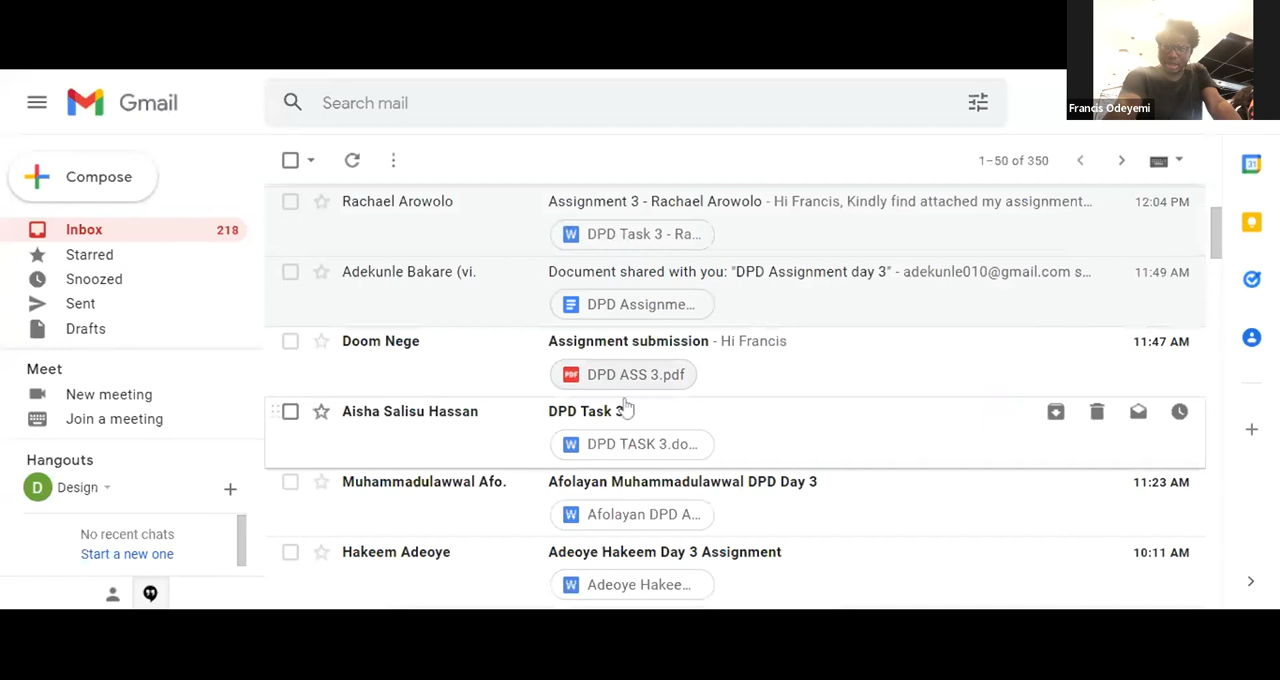 Francis Odeyemi
Gmail
Search mail
Compose
1–50 of 350
Inbox 218
Starred
Snoozed
Sent
Drafts
Meet
New meeting
Join a meeting
Hangouts
D Design
No recent chats
Start a new one
Rachael Arowolo Assignment 3 - Rachael Arowolo - Hi Francis, Kindly find attached my assignment... 12:04 PM
W DPD Task 3 - Ra...
Adekunle Bakare (vi. Document shared with you: "DPD Assignment day 3" - adekunle010@gmail.com s... 11:49 AM
DPD Assignme...
Doom Nege Assignment submission - Hi Francis 11:47 AM
PDF DPD ASS 3.pdf
Aisha Salisu Hassan DPD Task 3
W DPD TASK 3.do...
Muhammadulawwal Afo. Afolayan Muhammadulawwal DPD Day 3 11:23 AM
W Afolayan DPD A...
Hakeem Adeoye Adeoye Hakeem Day 3 Assignment 10:11 AM
W Adeoye Hakee...
31